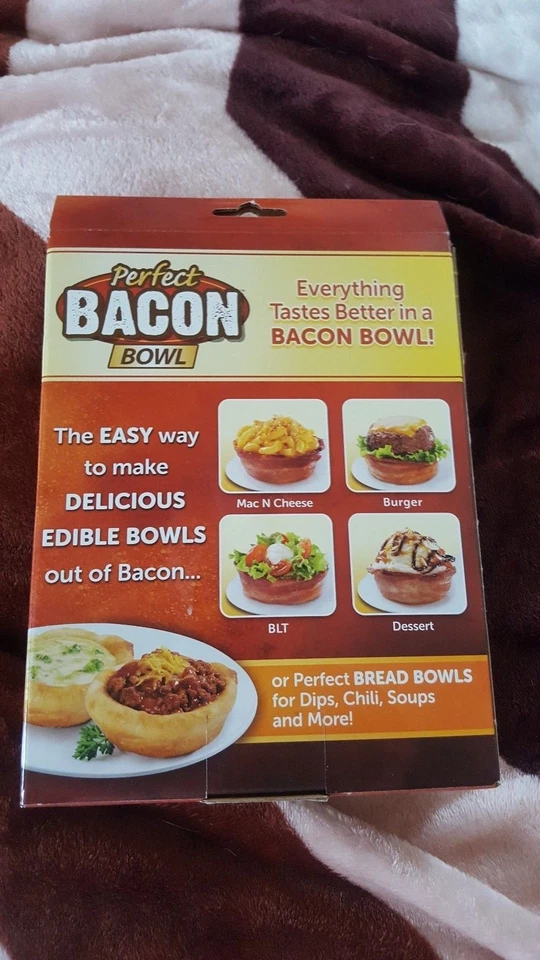 Perfect
BACON
BOWL
Everything
Tastes Better in a
BACON BOWL!
The EASY way
to make
DELICIOUS
EDIBLE BOWLS
out of Bacon...
Mac N Cheese
Burger
BLT
Dessert
or Perfect BREAD BOWLS
for Dips, Chili, Soups
and More!